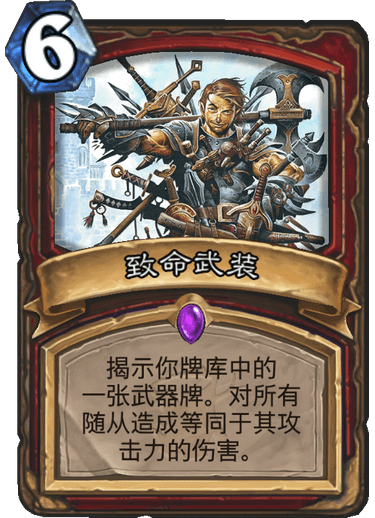 6
致命武装
揭示你牌库中的
一张武器牌。对所有
随从造成等同于其攻
击力的伤害。